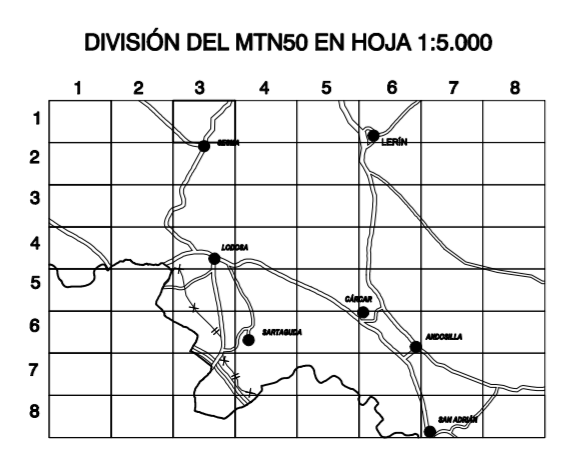 DIVISIÓN DEL MTN50 EN HOJA 1:5.000
1 2 3 4 5 6 7 8
1
LERÍN
2
SESMA
3
4
LODOSA
5
CÁRCAR
6
SARTAGUDA
ANDOSILLA
7
8
SAN ADRIÁN